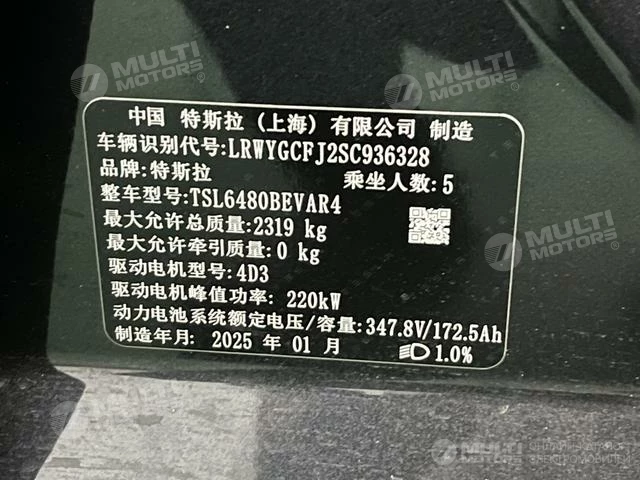 MULTI MOTORS®
MULTI MOTORS®
中国 特斯拉 (上海) 有限公司 制造
车辆识别代号:LRWYGCFJ2SC936328
品牌:特斯拉 乘坐人数:5
整车型号:TSL6480BEVAR4
最大允许总质量:2319 kg
最大允许牵引质量:0 kg
驱动电机型号:4D3
驱动电机峰值功率: 220kW
动力电池系统额定电压/容量:347.8V/172.5Ah
制造年月: 2025 年 01 月 1.0%
MULTI MOTORS
MULTI MOTORS
MULTI MOTORS